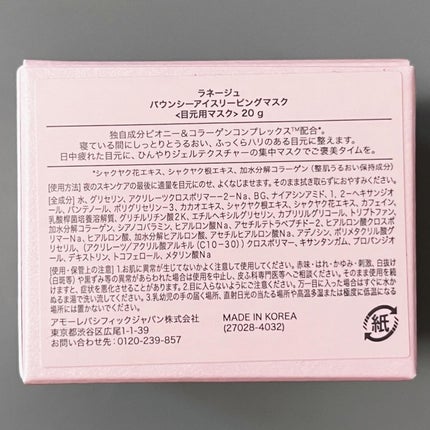 ラネージュ
バウンシーアイスリーピングマスク
<目元用マスク> 20 g
独自成分ピオニー&コラーゲンコンプレックス™配合*。
寝ている間にしっとりとうるおい、ふっくらハリのある目元に整えます。
日中疲れた目元に、ひんやりジェルテクスチャーの集中マスクでご褒美タイムを。
*シャクヤク花エキス、シャクヤク根エキス、加水分解コラーゲン（整肌うるおい保持成分）
[使用方法] 夜のスキンケアの最後に適量を目元にのせ、よくなじませます。そのまま拭き取らずにおやすみください。
[全成分] 水、グリセリン、アクリレーツクロスポリマー-2-Na、BG、ナイアシンアミド、1,2-ヘキサンジオール、パンテノール、ポリグリセリン-3、カカオエキス、シャクヤク根エキス、シャクヤク花エキス、カフェイン、
乳酸桿菌培養溶解質、グリチルリチン酸2K、エチルヘキシルグリセリン、カプリリルグリコール、トリプトファン、
加水分解コラーゲン、シアノコバラミン、ヒアルロン酸Na、アセチルテトラペプチド-2、ヒアルロン酸クロスポリマーNa、ヒアルロン酸、加水分解ヒアルロン酸、アセチルヒアルロン酸Na、アデノシン、ポリメタクリル酸グリセリル、（アクリレーツ/アクリル酸アルキル（C10-30））クロスポリマー、キサンタンガム、プロパンジオール、デキストリン、トコフェロール、メタリン酸Na
[使用・保管上の注意] 1.お肌に異常が生じてないかよく注意して使用してください。赤味・はれ・かゆみ・刺激、白抜け（白斑等）や黒ずみ等の異常があらわれた場合は使用を中止し、皮ふ科専門医等へご相談ください。そのまま使用を続けますと、症状を悪化させることがあります。2.目に入らないようにご注意ください。万一目に入った場合はすぐに水かぬるま湯で洗い流してください。3.乳幼児の手の届く場所、直射日光の当たる場所や高温多湿または極度に低温になる場所には置かないでください。
アモーレパシフィックジャパン株式会社
東京都渋谷区広尾1-1-39
お問い合わせ先：0120-239-857
MADE IN KOREA
(27028-4032)
紙